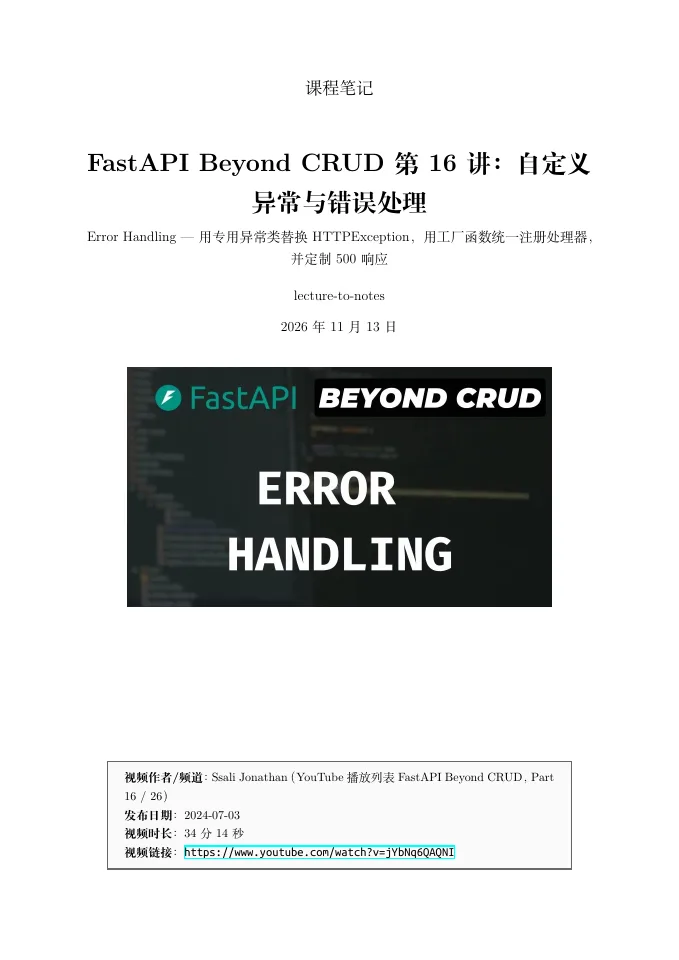 课程笔记
FastAPI Beyond CRUD 第 16 讲：自定义
异常与错误处理
Error Handling — 用专用异常类替换 HTTPException，用工厂函数统一注册处理器，
并定制 500 响应
lecture-to-notes
2026 年 11 月 13 日
FastAPI BEYOND CRUD
ERROR
HANDLING
视频作者/频道：Ssali Jonathan（YouTube 播放列表 FastAPI Beyond CRUD，Part
16 / 26）
发布日期：2024-07-03
视频时长：34 分 14 秒
视频链接：https://www.youtube.com/watch?v=jYbNq6QAQNI